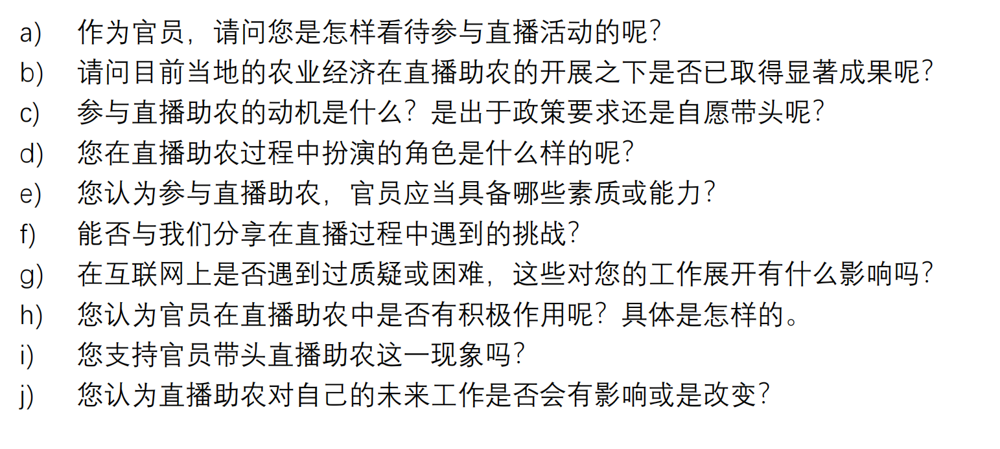 a) 作为官员，请问您是怎样看待参与直播活动的呢？
b) 请问目前当地的农业经济在直播助农的开展之下是否已取得显著成果呢？
c) 参与直播助农的动机是什么？是出于政策要求还是自愿带头呢？
d) 您在直播助农过程中扮演的角色是什么样的呢？
e) 您认为参与直播助农，官员应当具备哪些素质或能力？
f) 能否与我们分享在直播过程中遇到的挑战？
g) 在互联网上是否遇到过质疑或困难，这些对您的工作展开有什么影响吗？
h) 您认为官员在直播助农中是否有积极作用呢？具体是怎样的。
i) 您支持官员带头直播助农这一现象吗？
j) 您认为直播助农对自己的未来工作是否会有影响或是改变？